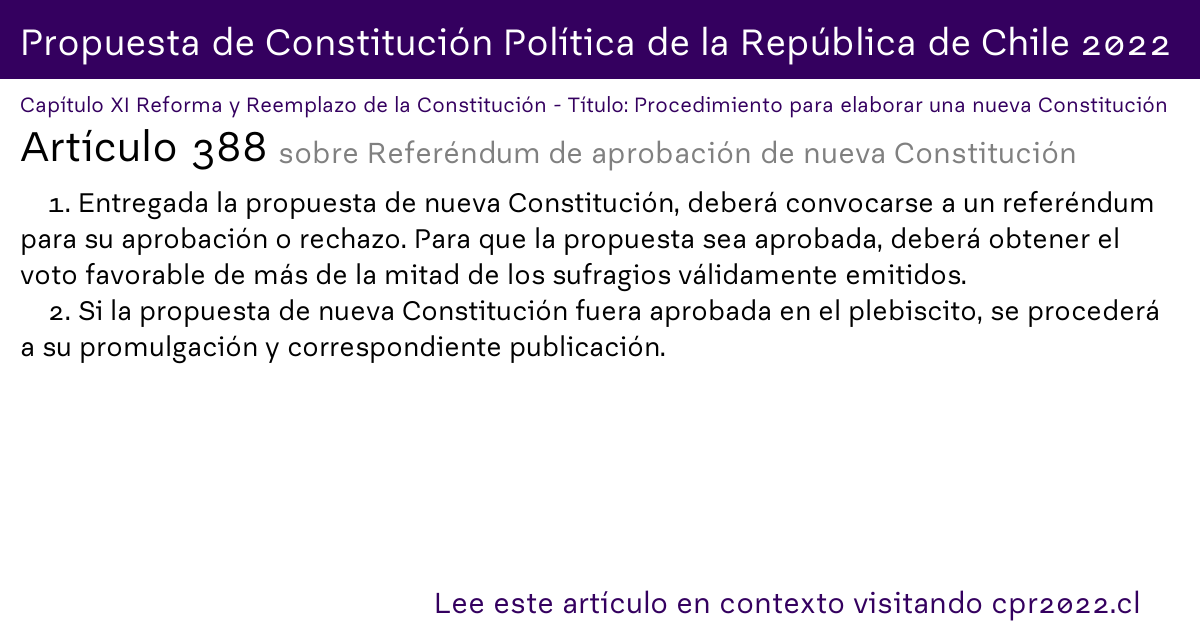 Propuesta de Constitución Política de la República de Chile 2022
Capítulo XI Reforma y Reemplazo de la Constitución - Título: Procedimiento para elaborar una nueva Constitución
Artículo 388 sobre Referéndum de aprobación de nueva Constitución
1. Entregada la propuesta de nueva Constitución, deberá convocarse a un referéndum
para su aprobación o rechazo. Para que la propuesta sea aprobada, deberá obtener el
voto favorable de más de la mitad de los sufragios válidamente emitidos.
2. Si la propuesta de nueva Constitución fuera aprobada en el plebiscito, se procederá
a su promulgación y correspondiente publicación.
Lee este artículo en contexto visitando cpr2022.cl